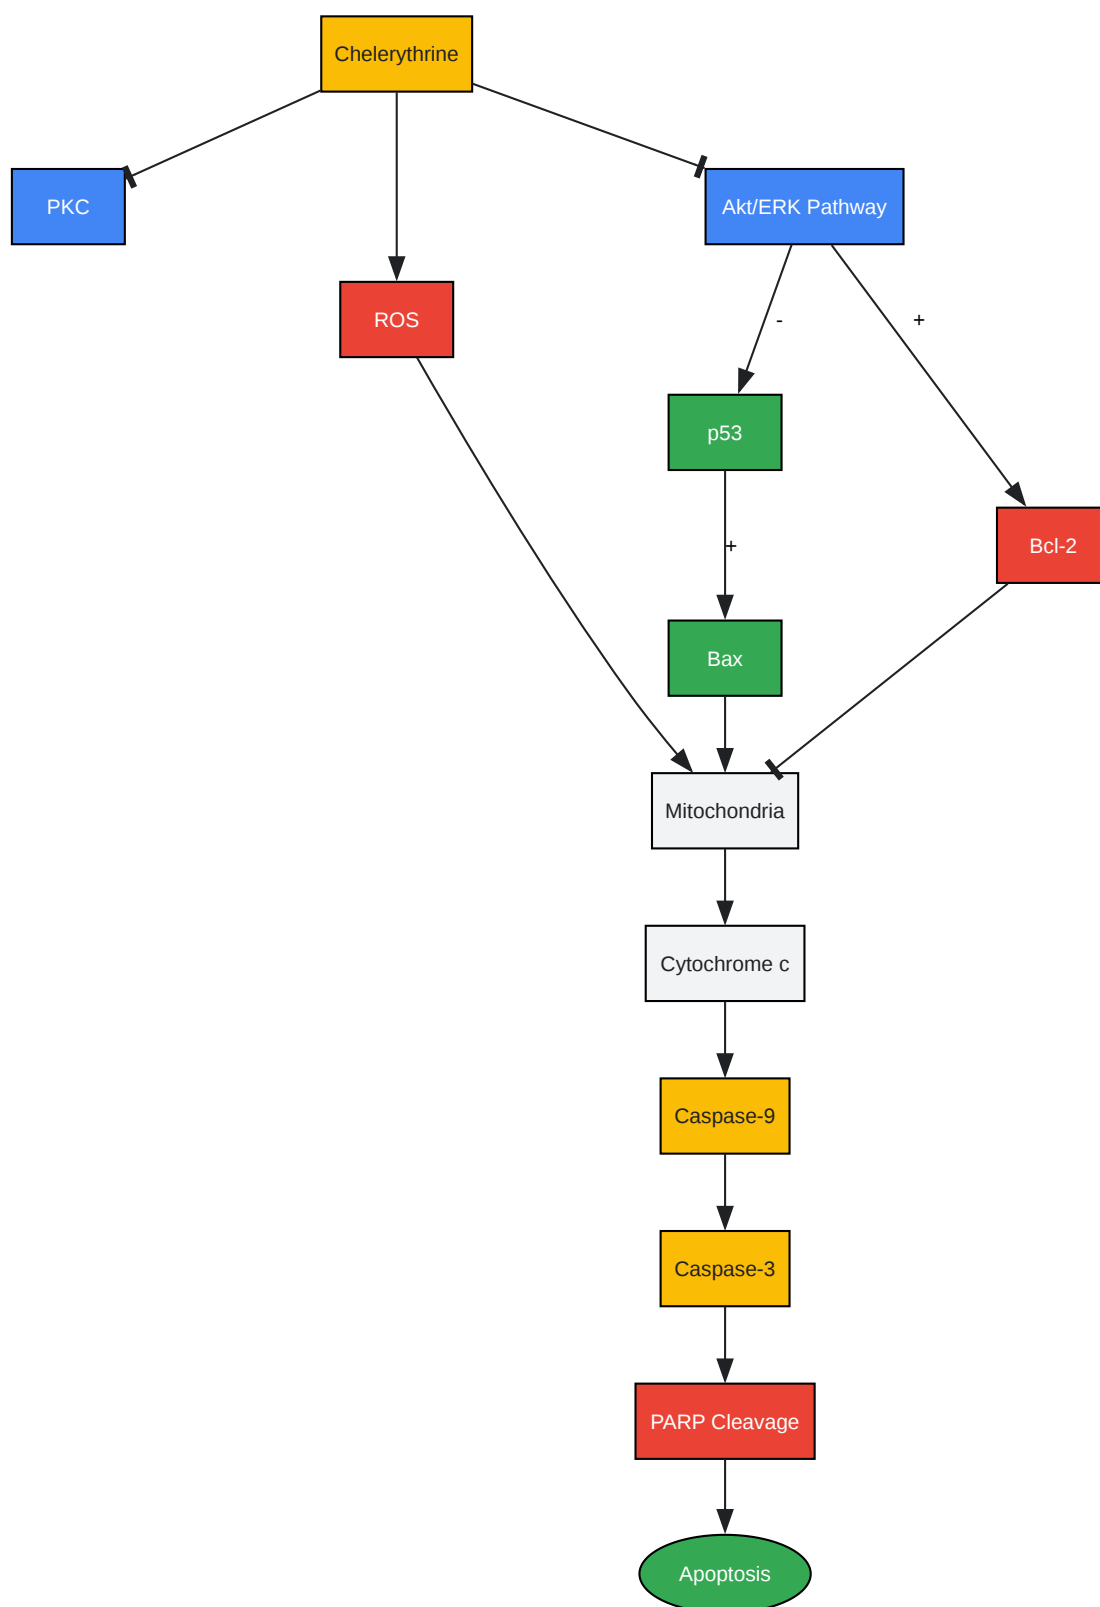 Chelerythrine
PKC
Akt/ERK Pathway
ROS
-
+
p53
+
Bcl-2
Bax
Mitochondria
Cytochrome c
Caspase-9
Caspase-3
PARP Cleavage
Apoptosis